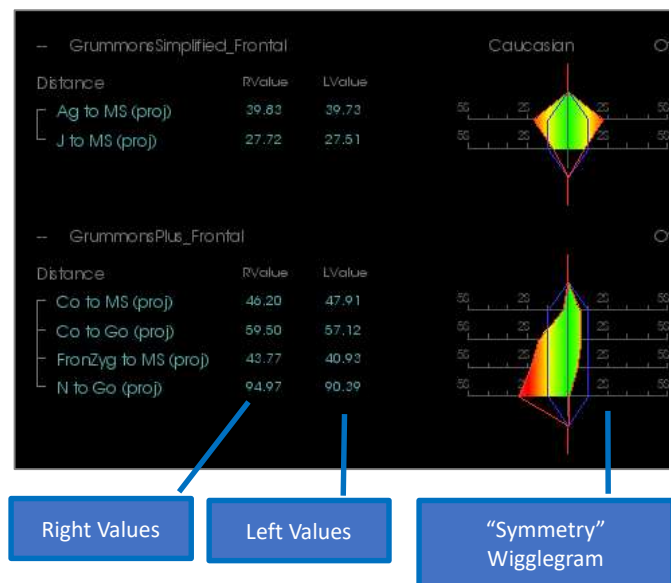 -- GrummonsSimplified_Frontal Caucasian
Distance RValue LValue
Ag to MS (proj) 39.83 39.73
J to MS (proj) 27.72 27.51
-- GrummonsPlus_Frontal
Distance RValue LValue
Co to MS (proj) 46.20 47.91
Co to Go (proj) 59.50 57.12
FronZyg to MS (proj) 43.77 40.93
N to Go (proj) 94.97 90.39
Right Values
Left Values
“Symmetry”
Wigglegram